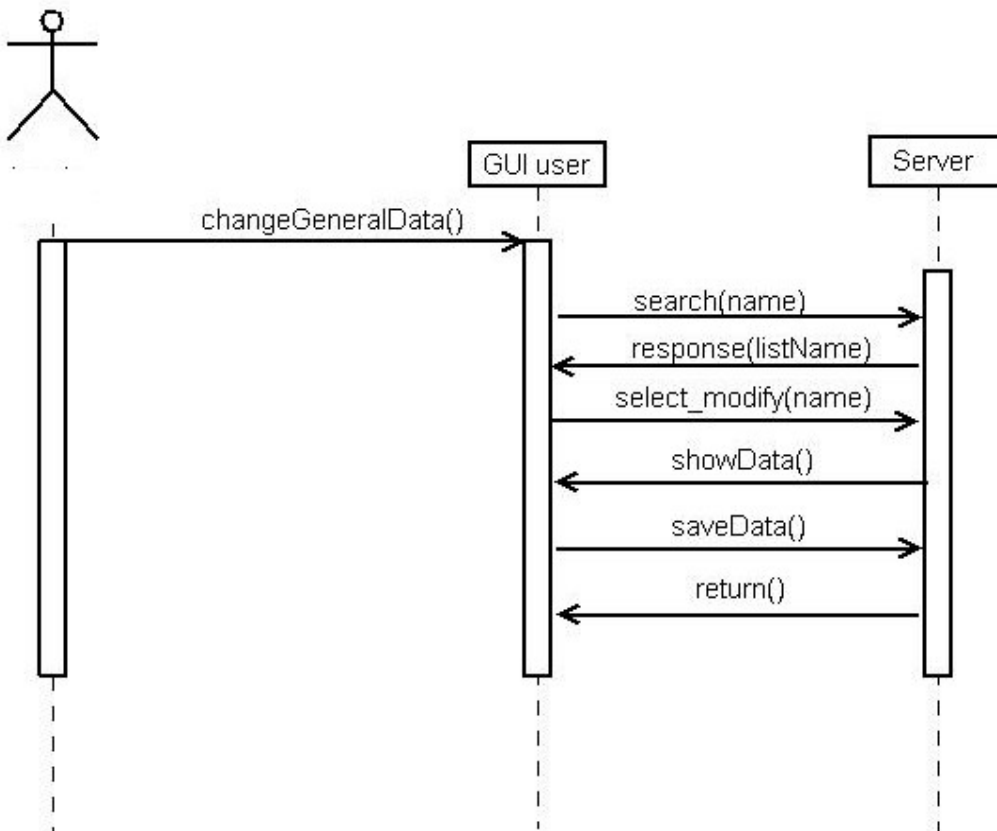 GUI user
Server
changeGeneralData()
search(name)
response(listName)
select_modify(name)
showData()
saveData()
return()